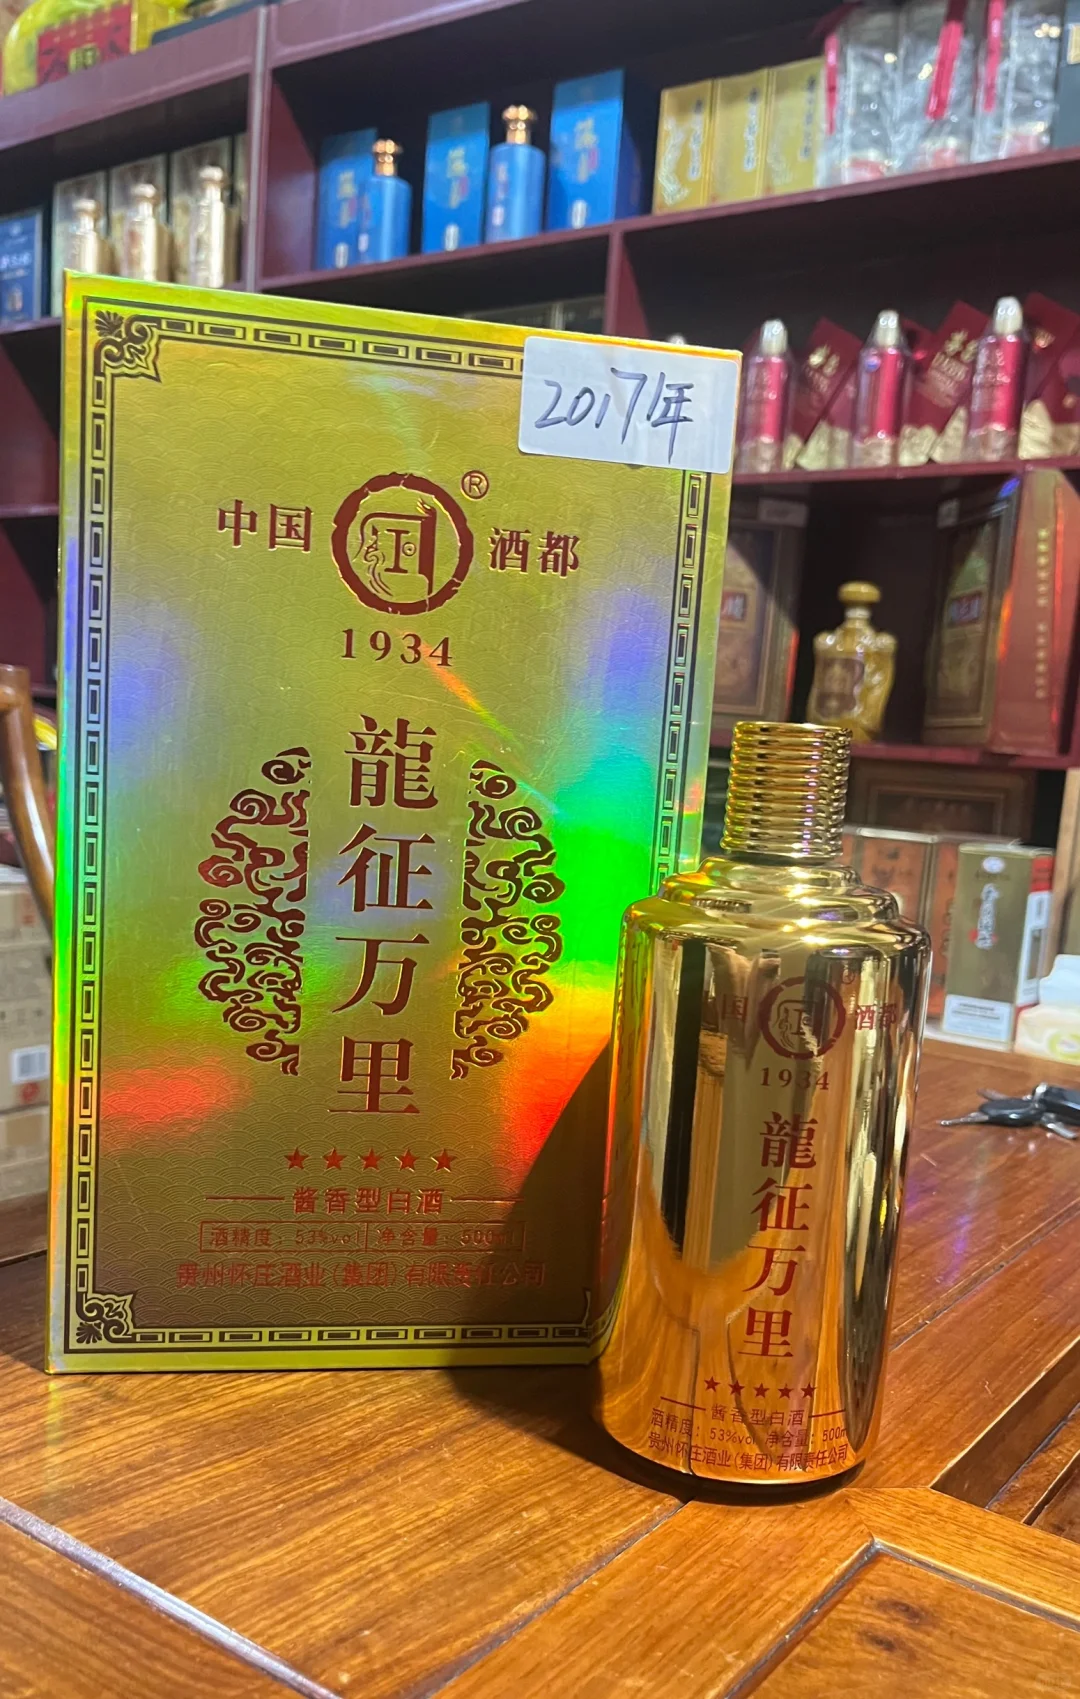 2017年
中国 酒都
®
1934
龍征万里
★★★★★
酱香型白酒
酒精度：53%vol 净含量：500ml
贵州怀庄酒业（集团）有限责任公司
国 酒都
1934
龍征万里
★★★★★
酱香型白酒
酒精度：53%vol 净含量：500m
贵州怀庄酒业（集团）有限责任公司